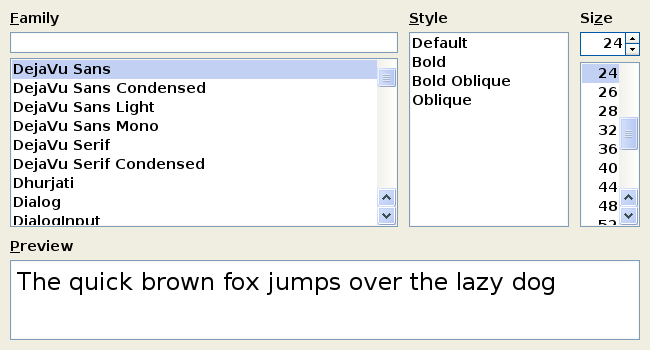 Family
DejaVu Sans
DejaVu Sans Condensed
DejaVu Sans Light
DejaVu Sans Mono
DejaVu Serif
DejaVu Serif Condensed
Dhurjati
Dialog
DialogInput
Style
Default
Bold
Bold Oblique
Oblique
Size
24
24
26
28
32
36
40
44
48
52
Preview
The quick brown fox jumps over the lazy dog